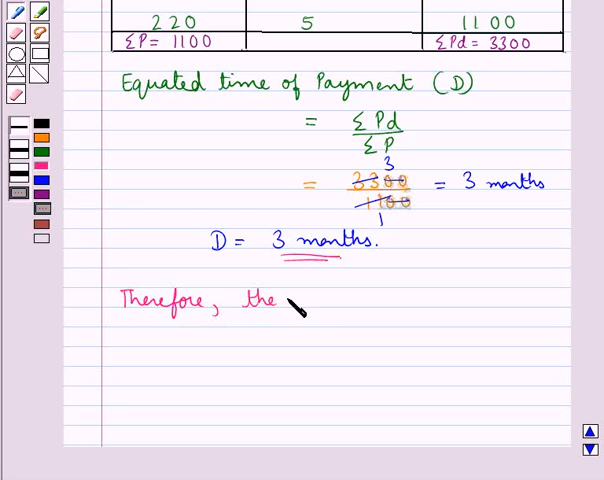 220 5 1100
ΣP = 1100 ΣPd = 3300
Equated time of Payment (D)
= ΣPd
ΣP
3
= 3300 = 3 months
1100
1
D = 3 months.
Therefore, the